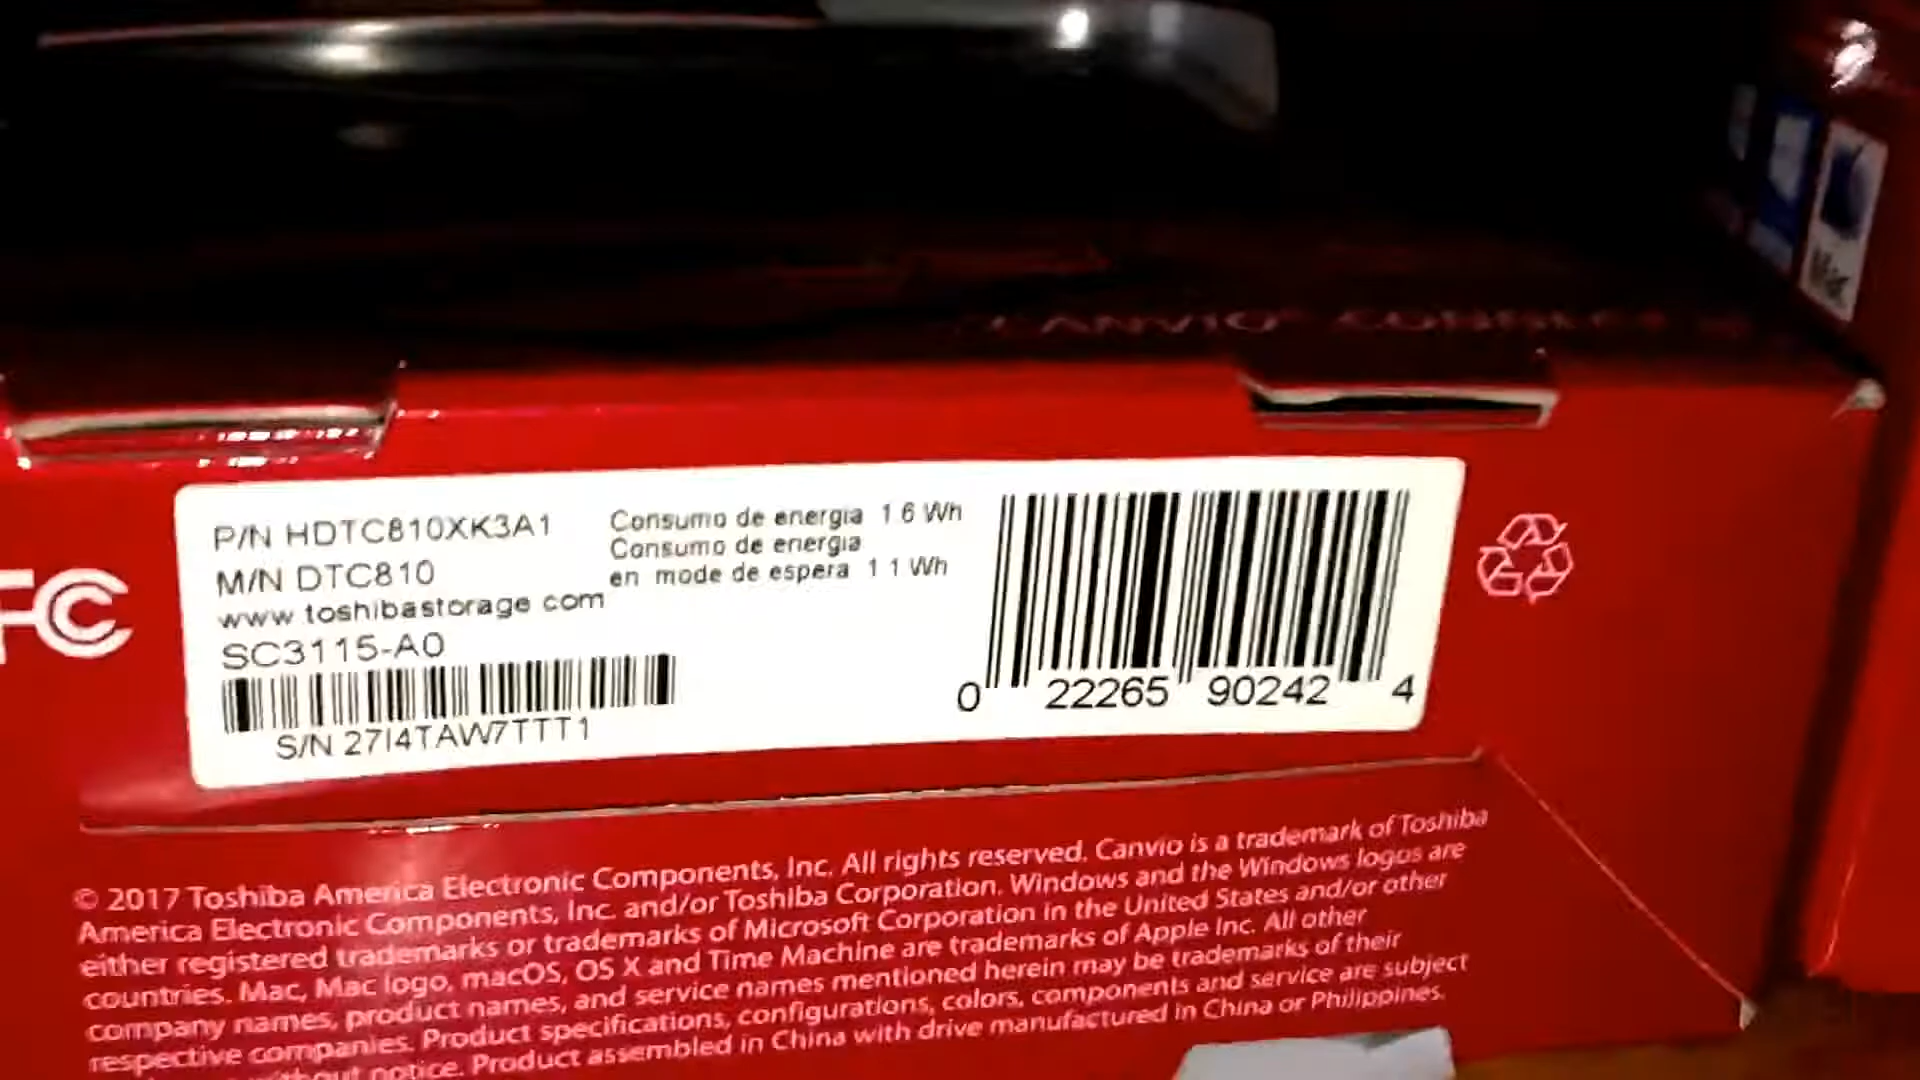 CANVIO
Mac
FC
P/N HDTC810XK3A1
M/N DTC810
www toshibastorage com
SC3115-A0
S/N 27I4TAW7TTT1
Consumo de energia 1 6 Wh
Consumo de energia
en mode de espera 1 1 Wh
0 22265 90242 4
© 2017 Toshiba America Electronic Components, Inc. All rights reserved. Canvio is a trademark of Toshiba
America Electronic Components, Inc. and/or Toshiba Corporation. Windows and the Windows logos are
either registered trademarks or trademarks of Microsoft Corporation in the United States and/or other
countries. Mac, Mac logo, macOS, OS X and Time Machine are trademarks of Apple Inc. All other
company names, product names, and service names mentioned herein may be trademarks of their
respective companies. Product specifications, configurations, colors, components and service are subject
without notice. Product assembled in China with drive manufactured in China or Philippines.